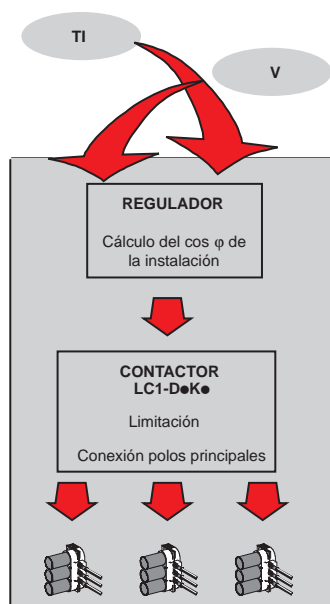 TI
V
REGULADOR
Cálculo del cos φ de
la instalación
CONTACTOR
LC1-D●K●
Limitación
Conexión polos principales